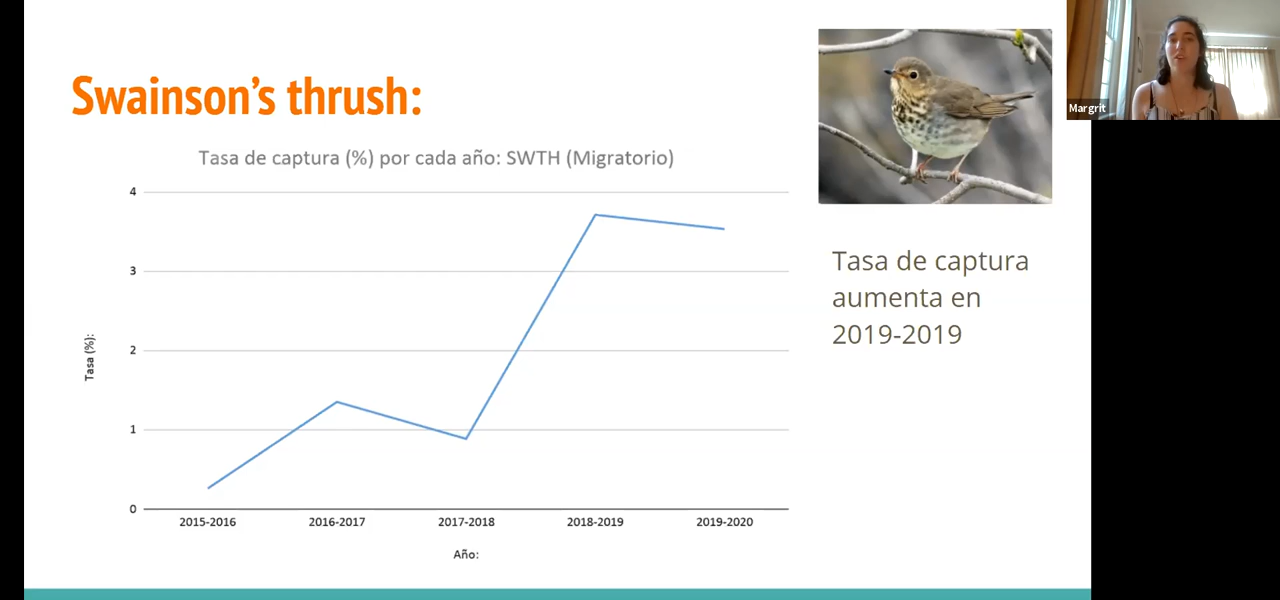 Swainson's thrush:
Tasa de captura (%) por cada año: SWTH (Migratorio)
4
3
2
1
0
Tasa (%):
2015-2016 2016-2017 2017-2018 2018-2019 2019-2020
Año:
Tasa de captura
aumenta en
2019-2019
Margrit